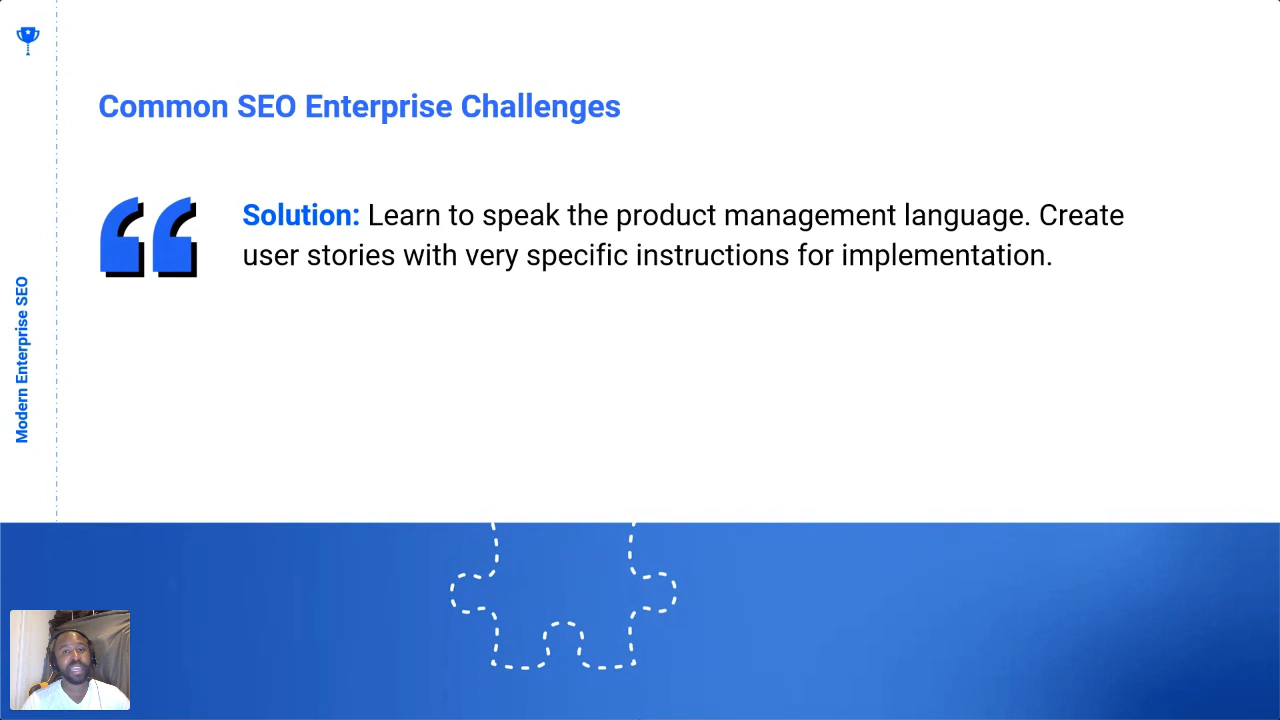 Common SEO Enterprise Challenges
Solution: Learn to speak the product management language. Create
user stories with very specific instructions for implementation.
Modern Enterprise SEO